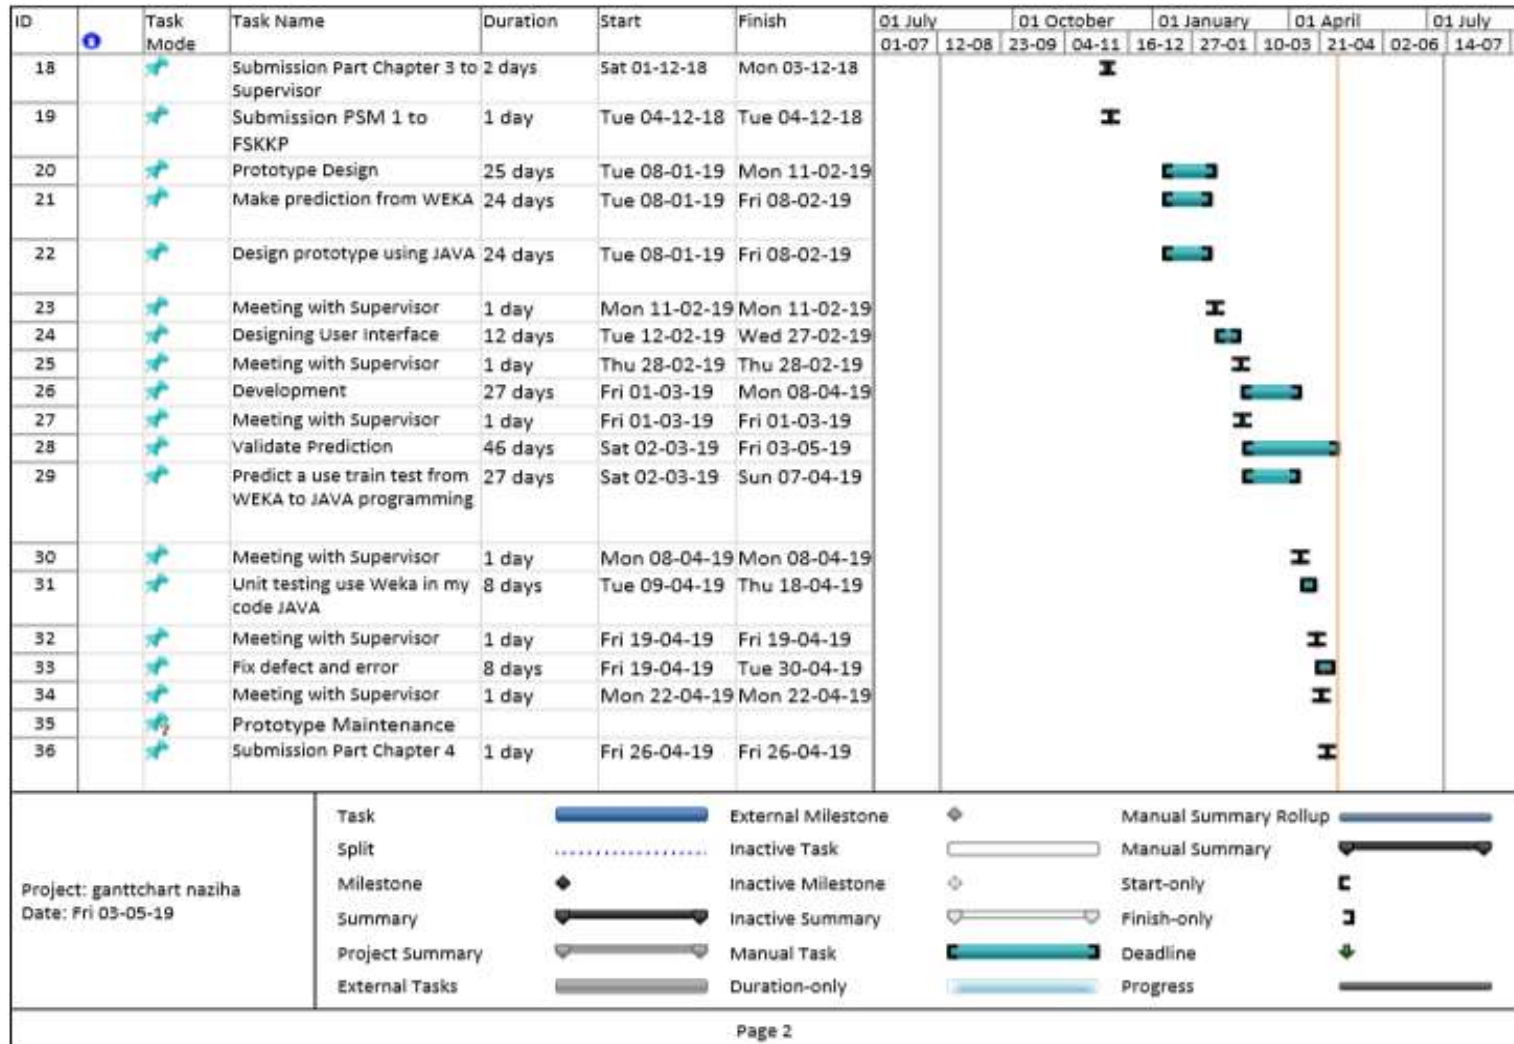 ID Task Mode Task Name Duration Start Finish 01 July 01 October 01 January 01 April 01 July
01-07 12-08 23-09 04-11 16-12 27-01 10-03 21-04 02-06 14-07
18 Submission Part Chapter 3 to Supervisor 2 days Sat 01-12-18 Mon 03-12-18
19 Submission PSM 1 to FSKKP 1 day Tue 04-12-18 Tue 04-12-18
20 Prototype Design 25 days Tue 08-01-19 Mon 11-02-19
21 Make prediction from WEKA 24 days Tue 08-01-19 Fri 08-02-19
22 Design prototype using JAVA 24 days Tue 08-01-19 Fri 08-02-19
23 Meeting with Supervisor 1 day Mon 11-02-19 Mon 11-02-19
24 Designing User Interface 12 days Tue 12-02-19 Wed 27-02-19
25 Meeting with Supervisor 1 day Thu 28-02-19 Thu 28-02-19
26 Development 27 days Fri 01-03-19 Mon 08-04-19
27 Meeting with Supervisor 1 day Fri 01-03-19 Fri 01-03-19
28 Validate Prediction 46 days Sat 02-03-19 Fri 03-05-19
29 Predict a use train test from WEKA to JAVA programming 27 days Sat 02-03-19 Sun 07-04-19
30 Meeting with Supervisor 1 day Mon 08-04-19 Mon 08-04-19
31 Unit testing use Weka in my code JAVA 8 days Tue 09-04-19 Thu 18-04-19
32 Meeting with Supervisor 1 day Fri 19-04-19 Fri 19-04-19
33 Fix defect and error 8 days Fri 19-04-19 Tue 30-04-19
34 Meeting with Supervisor 1 day Mon 22-04-19 Mon 22-04-19
35 Prototype Maintenance
36 Submission Part Chapter 4 1 day Fri 26-04-19 Fri 26-04-19
Project: ganttchart naziha
Date: Fri 03-05-19
Task External Milestone Manual Summary Rollup
Split Inactive Task Manual Summary
Milestone Inactive Milestone Start-only
Summary Inactive Summary Finish-only
Project Summary Manual Task Deadline
External Tasks Duration-only Progress
Page 2